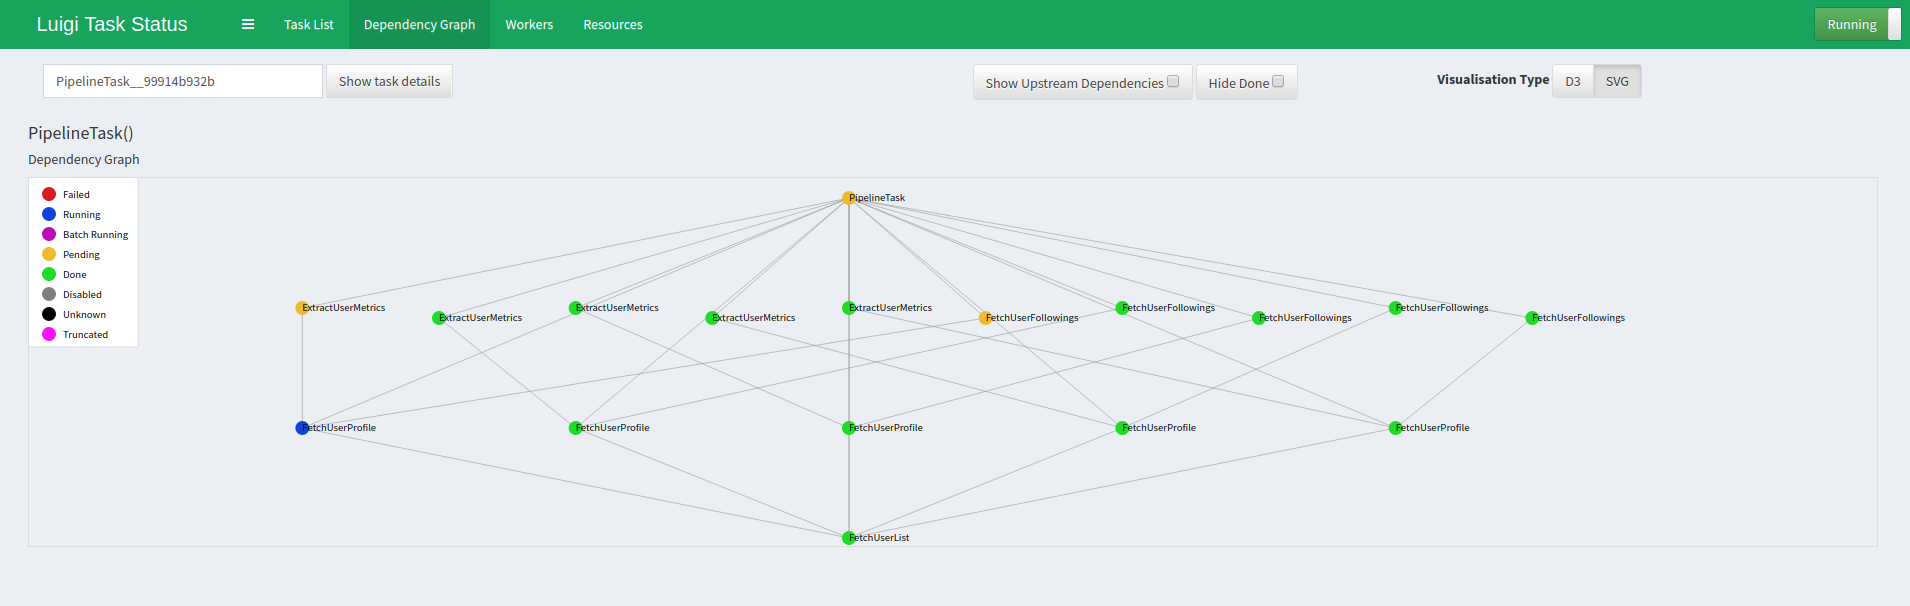 Luigi Task Status
Task List
Dependency Graph
Workers
Resources
Running
PipelineTask__99914b932b
Show task details
Show Upstream Dependencies
Hide Done
Visualisation Type
D3
SVG
PipelineTask()
Dependency Graph
Failed
Running
Batch Running
Pending
Done
Disabled
Unknown
Truncated
PipelineTask
ExtractUserMetrics
ExtractUserMetrics
ExtractUserMetrics
ExtractUserMetrics
ExtractUserMetrics
FetchUserFollowings
FetchUserFollowings
FetchUserFollowings
FetchUserFollowings
FetchUserFollowings
FetchUserProfile
FetchUserProfile
FetchUserProfile
FetchUserProfile
FetchUserProfile
FetchUserList